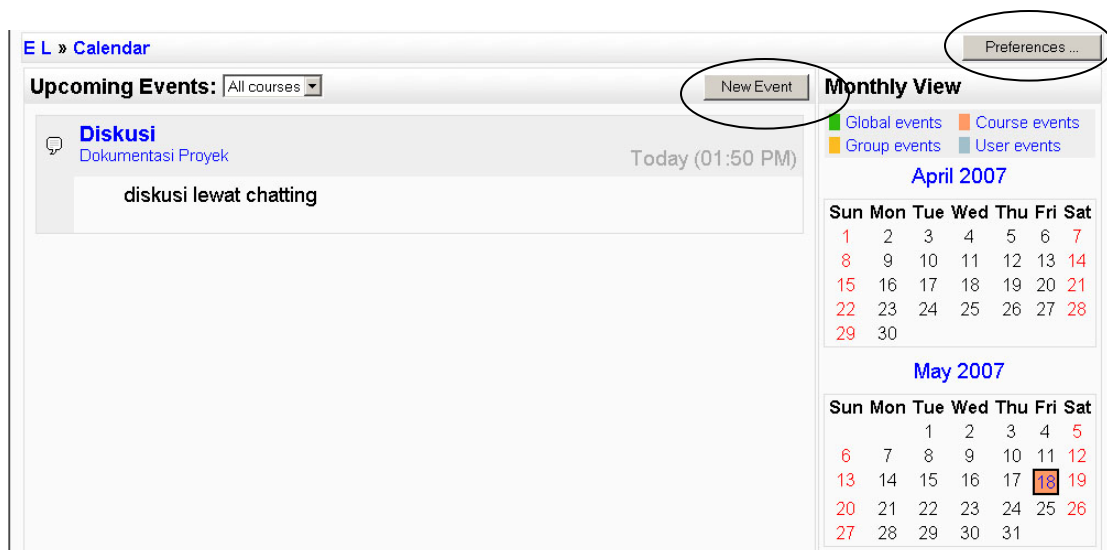 E L » Calendar
Preferences ...
Upcoming Events: All courses
New Event
Diskusi
Dokumentasi Proyek
Today (01:50 PM)
diskusi lewat chatting
Monthly View
Global events Course events
Group events User events
April 2007
Sun Mon Tue Wed Thu Fri Sat
1 2 3 4 5 6 7
8 9 10 11 12 13 14
15 16 17 18 19 20 21
22 23 24 25 26 27 28
29 30
May 2007
Sun Mon Tue Wed Thu Fri Sat
1 2 3 4 5
6 7 8 9 10 11 12
13 14 15 16 17 18 19
20 21 22 23 24 25 26
27 28 29 30 31